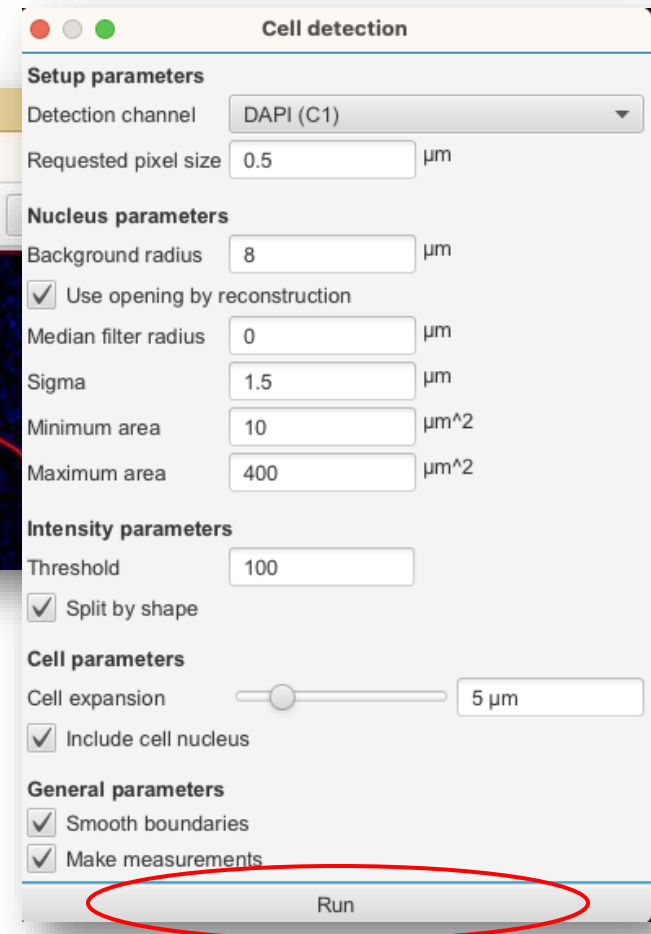 Cell detection
Setup parameters
Detection channel DAPI (C1)
Requested pixel size 0.5 µm
Nucleus parameters
Background radius 8 µm
Use opening by reconstruction
Median filter radius 0 µm
Sigma 1.5 µm
Minimum area 10 µm^2
Maximum area 400 µm^2
Intensity parameters
Threshold 100
Split by shape
Cell parameters
Cell expansion 5 µm
Include cell nucleus
General parameters
Smooth boundaries
Make measurements
Run